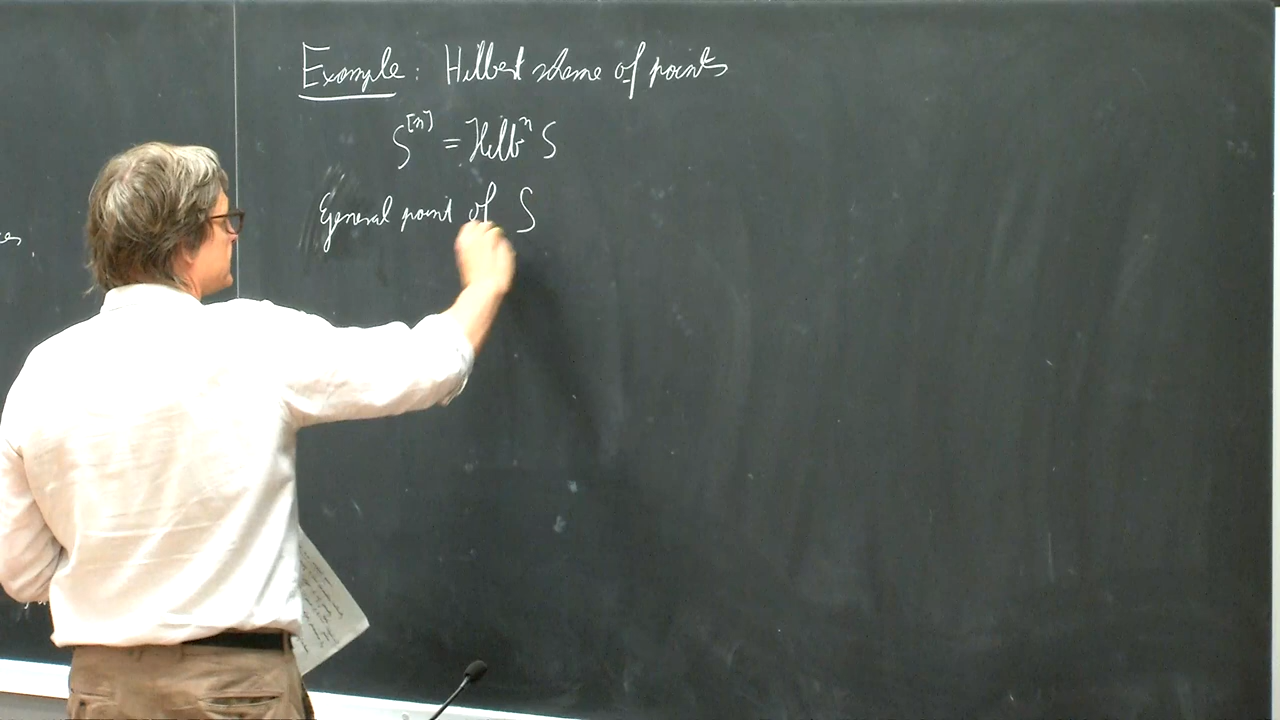 Example: Hilbert scheme of points
S^[n] = Hilb^n S
General point of S